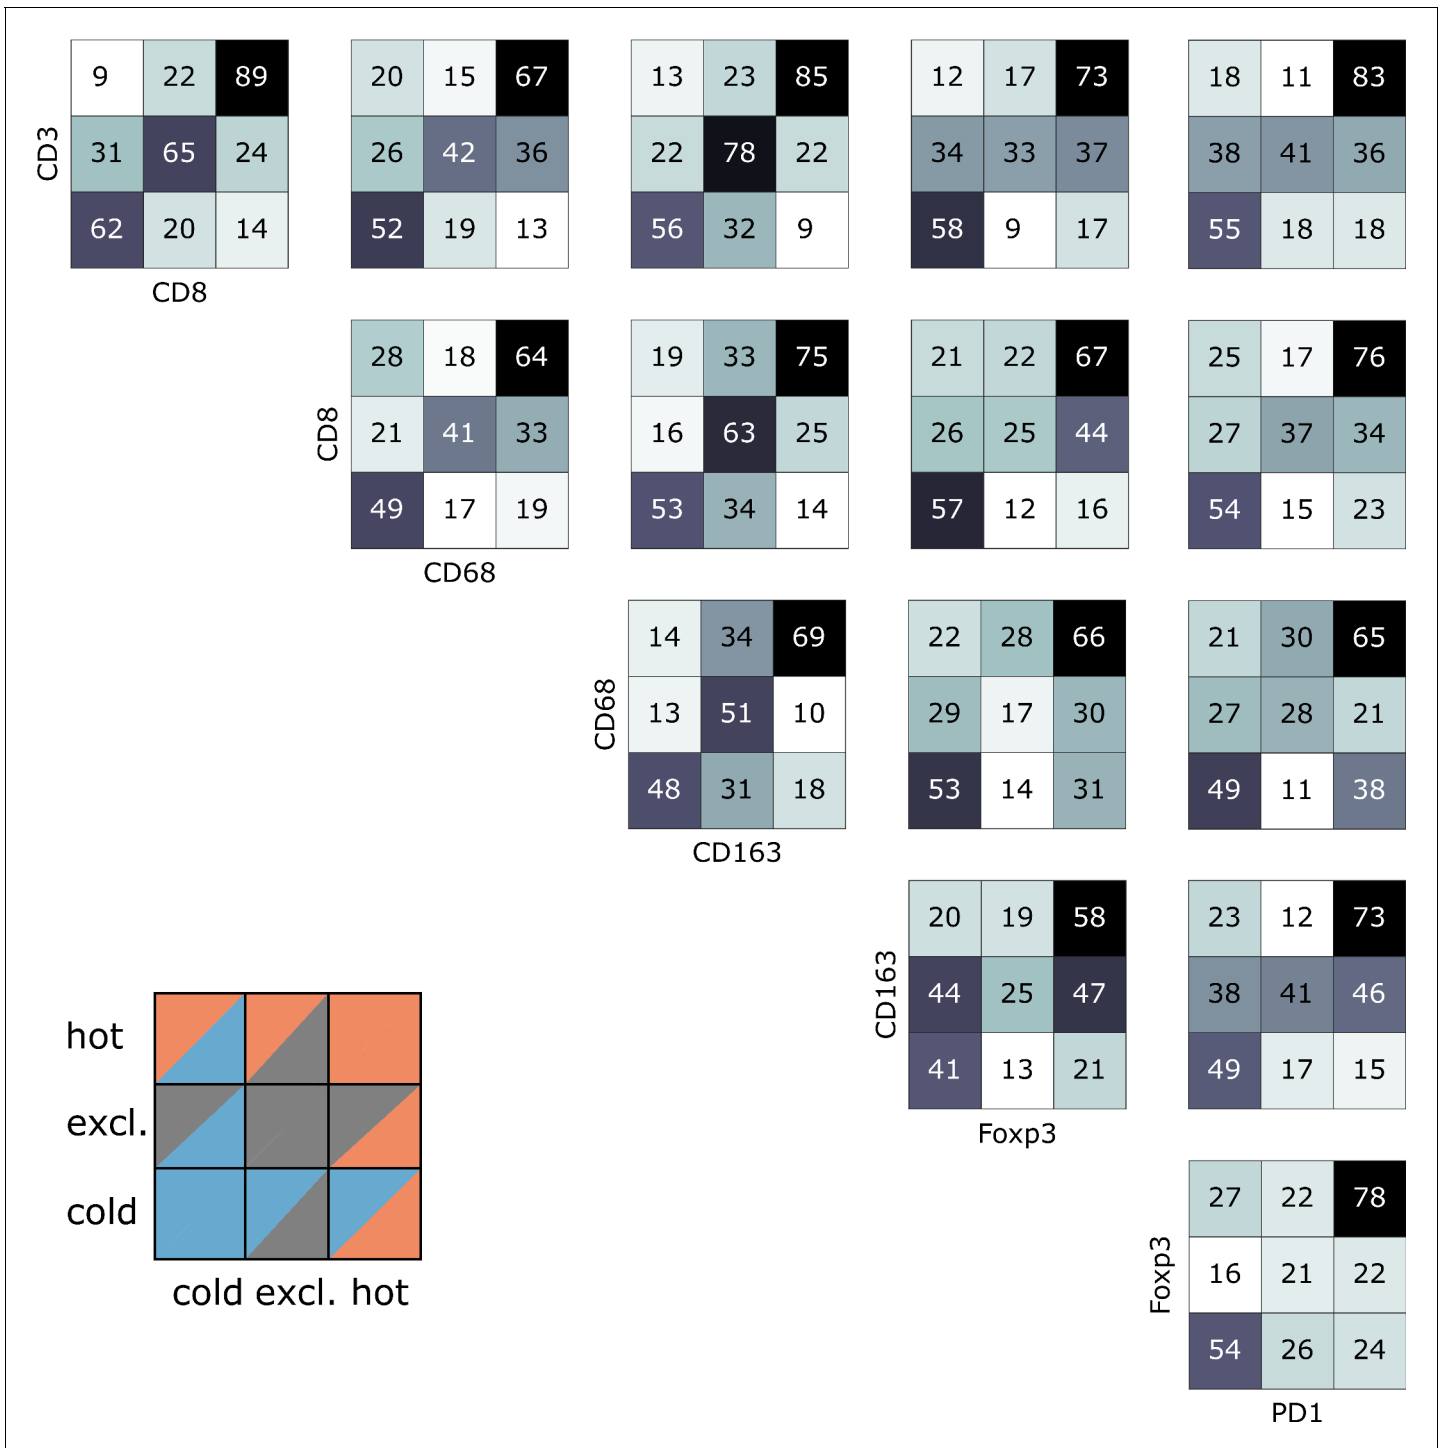 9 22 89 20 15 67 13 23 85 12 17 73 18 11 83
CD3 31 65 24 26 42 36 22 78 22 34 33 37 38 41 36
62 20 14 52 19 13 56 32 9 58 9 17 55 18 18
CD8
28 18 64 19 33 75 21 22 67 25 17 76
CD8 21 41 33 16 63 25 26 25 44 27 37 34
49 17 19 53 34 14 57 12 16 54 15 23
CD68
14 34 69 22 28 66 21 30 65
CD68 13 51 10 29 17 30 27 28 21
48 31 18 53 14 31 49 11 38
CD163
20 19 58 23 12 73
CD163 44 25 47 38 41 46
41 13 21 49 17 15
Foxp3
27 22 78
Foxp3 16 21 22
54 26 24
PD1
hot
excl.
cold
cold excl. hot